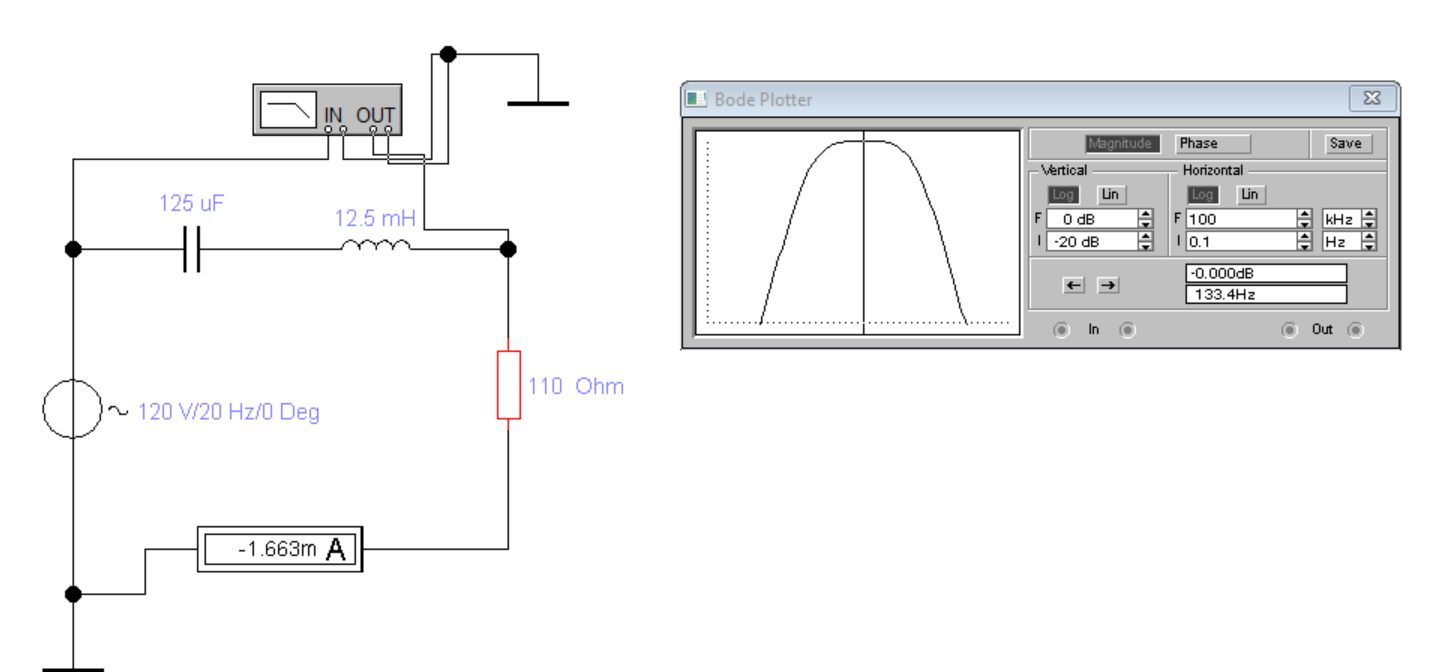 IN OUT
125 uF
12.5 mH
110 Ohm
120 V/20 Hz/0 Deg
-1.663m A
Bode Plotter
Magnitude Phase Save
Vertical Horizontal
Log Lin Log Lin
F 0 dB F 100 kHz
I -20 dB I 0.1 Hz
-0.000dB
133.4Hz
In Out